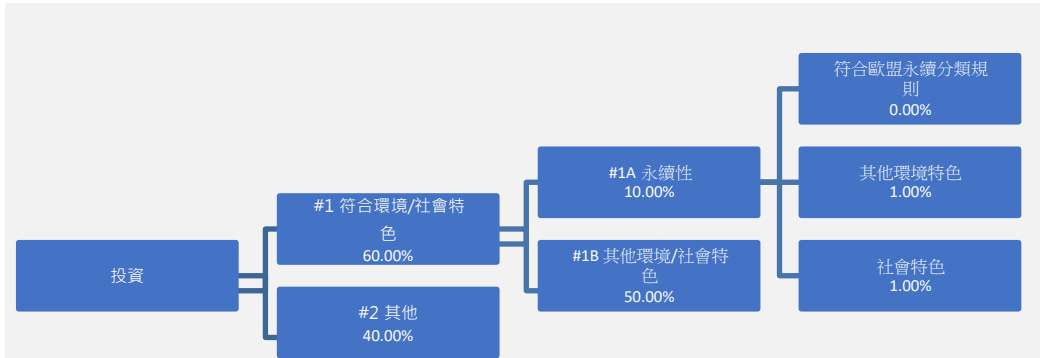 投資
#1 符合環境/社會特
色
60.00%
#2 其他
40.00%
#1A 永續性
10.00%
#1B 其他環境/社會特
色
50.00%
符合歐盟永續分類規
則
0.00%
其他環境特色
1.00%
社會特色
1.00%